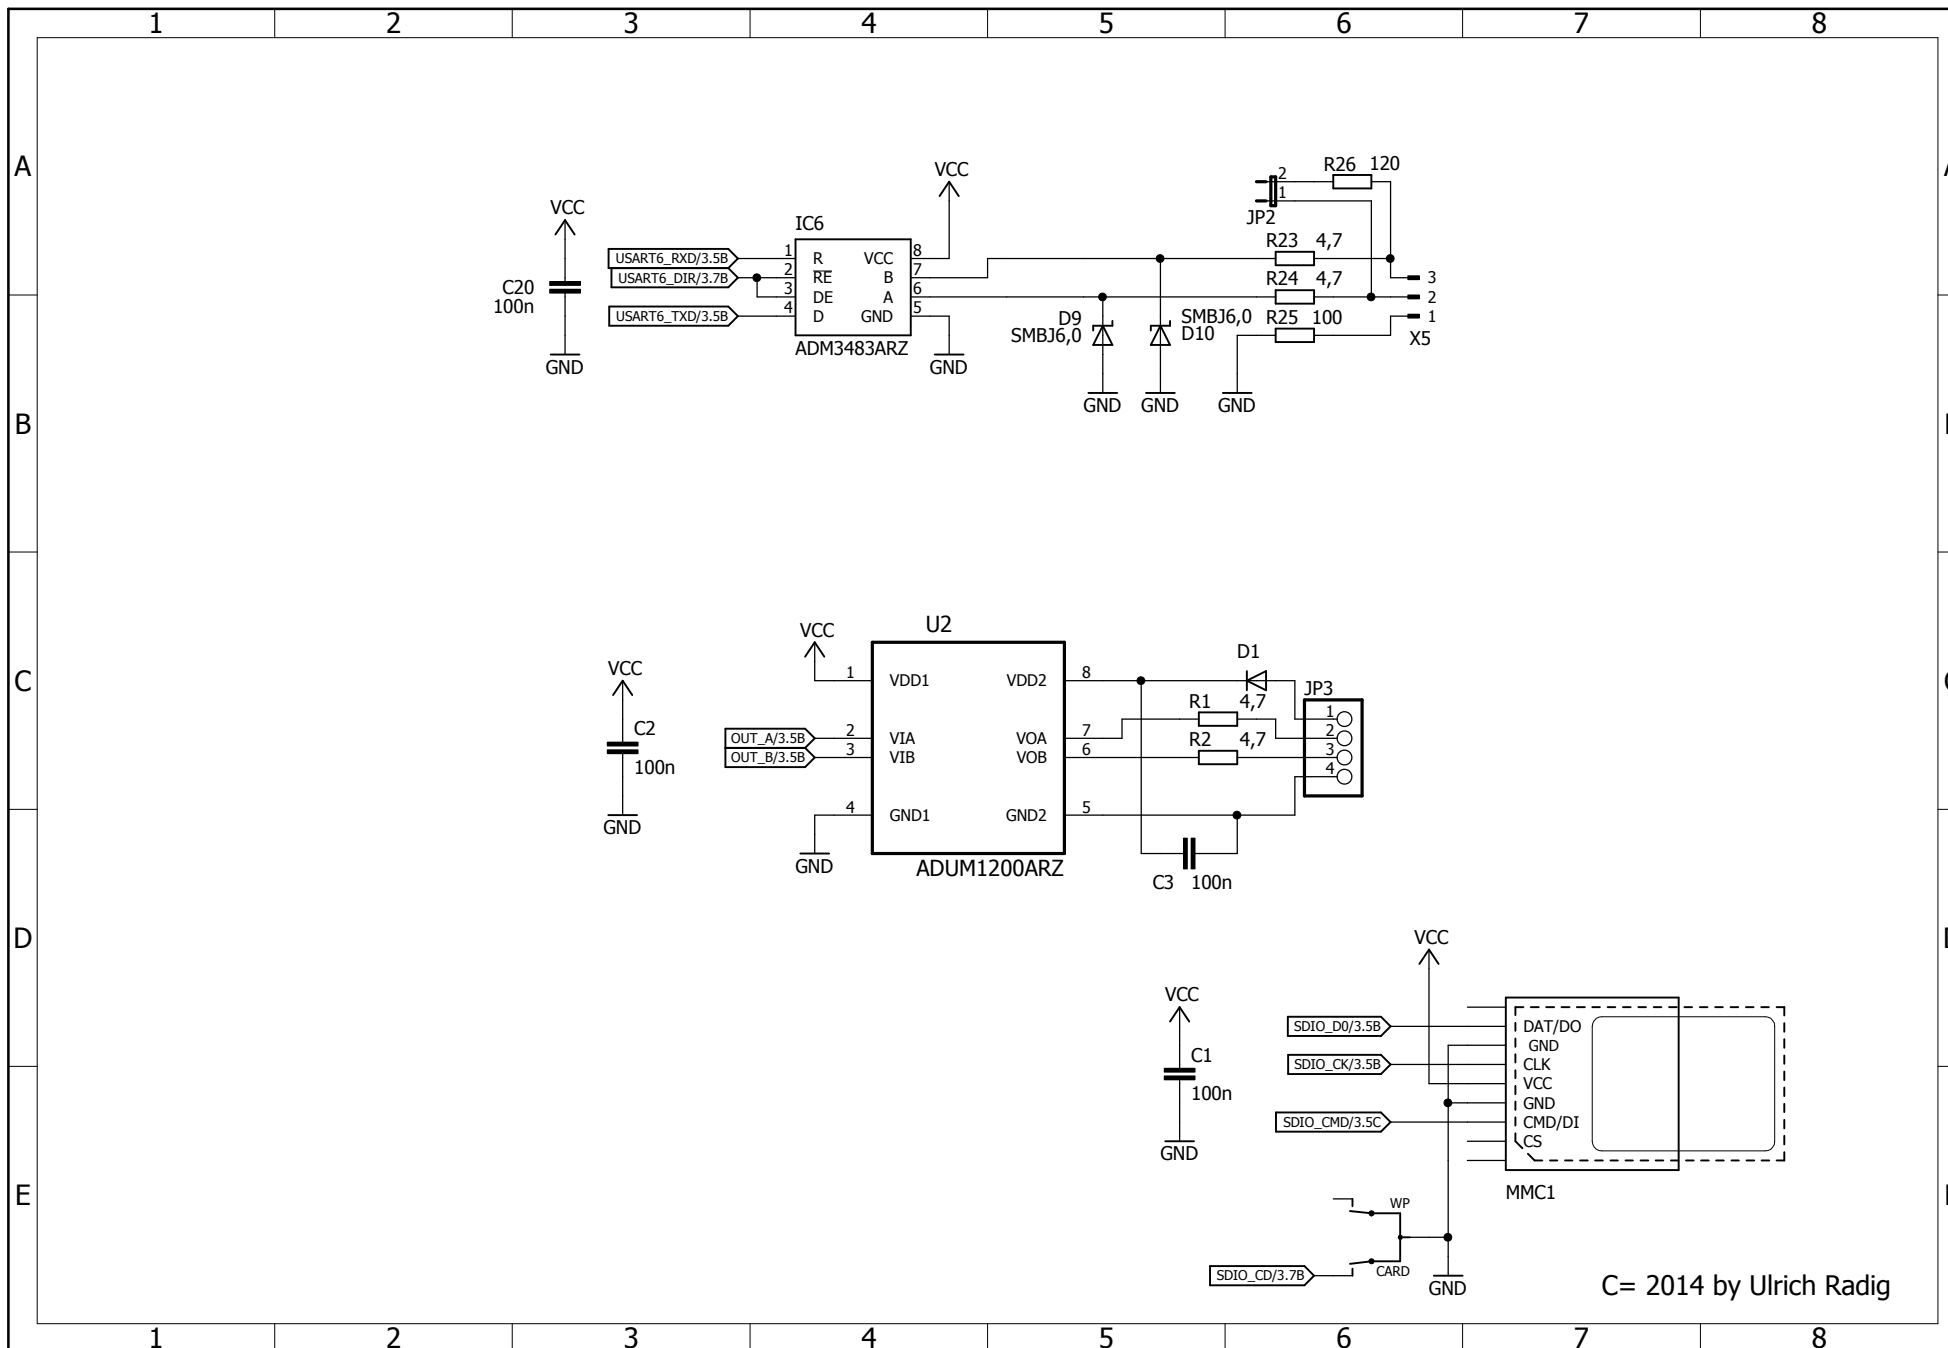 1 2 3 4 5 6 7 8
A
VCC
C20
100n
GND
USART6_RXD/3.5B
USART6_DIR/3.7B
USART6_TXD/3.5B
IC6
1 R VCC 8
2 RE B 7
3 DE A 6
4 D GND 5
ADM3483ARZ
VCC
GND
D9
SMBJ6,0
GND
SMBJ6,0
D10
GND
2
1
JP2
R26 120
R23 4,7
R24 4,7
R25 100
GND
3
2
1
X5
B
C
VCC
C2
100n
GND
VCC
OUT_A/3.5B
OUT_B/3.5B
GND
U2
1 VDD1 VDD2 8
2 VIA VOA 7
3 VIB VOB 6
4 GND1 GND2 5
ADUM1200ARZ
D1
R1 4,7
R2 4,7
C3 100n
JP3
1
2
3
4
D
VCC
C1
100n
GND
VCC
SDIO_D0/3.5B
SDIO_CK/3.5B
SDIO_CMD/3.5C
DAT/DO
GND
CLK
VCC
GND
CMD/DI
CS
MMC1
E
WP
SDIO_CD/3.7B
CARD
GND
C= 2014 by Ulrich Radig
1 2 3 4 5 6 7 8